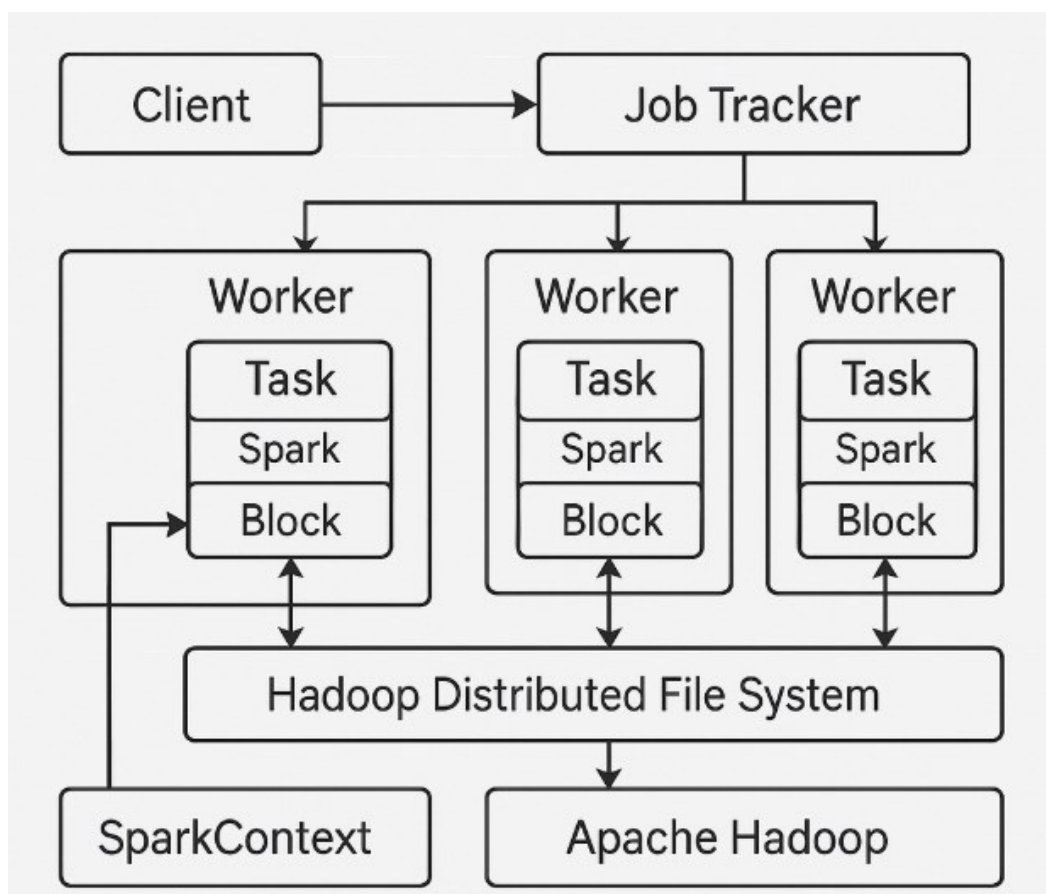 Client
Job Tracker
Worker
Worker
Worker
Task
Task
Task
Spark
Spark
Spark
Block
Block
Block
Hadoop Distributed File System
SparkContext
Apache Hadoop